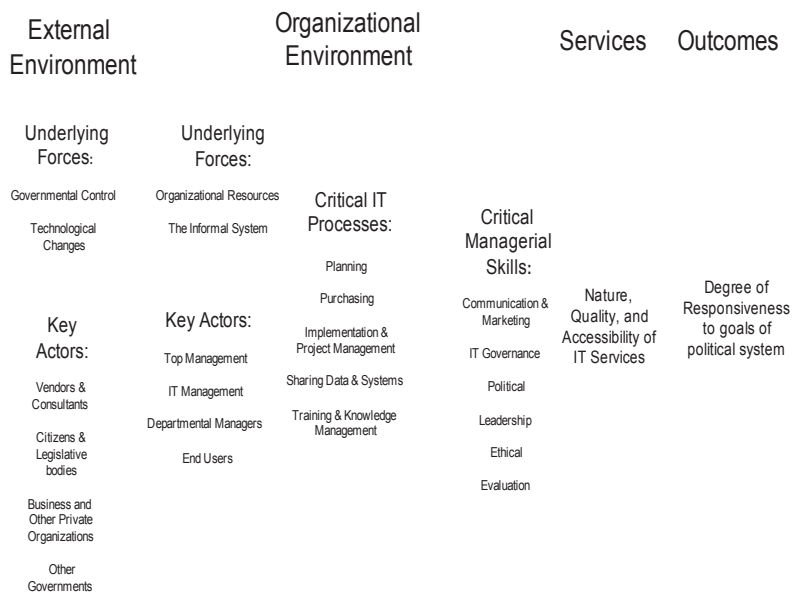 External
Environment
Organizational
Environment
Services
Outcomes
Underlying
Forces:
Governmental Control
Technological
Changes
Key
Actors:
Vendors &
Consultants
Citizens &
Legislative
bodies
Business and
Other Private
Organizations
Other
Governments
Underlying
Forces:
Organizational Resources
The Informal System
Key Actors:
Top Management
IT Management
Departmental Managers
End Users
Critical IT
Processes:
Planning
Purchasing
Implementation &
Project Management
Sharing Data & Systems
Training & Knowledge
Management
Critical
Managerial
Skills:
Communication &
Marketing
IT Governance
Political
Leadership
Ethical
Evaluation
Nature,
Quality, and
Accessibility of
IT Services
Degree of
Responsiveness
to goals of
political system